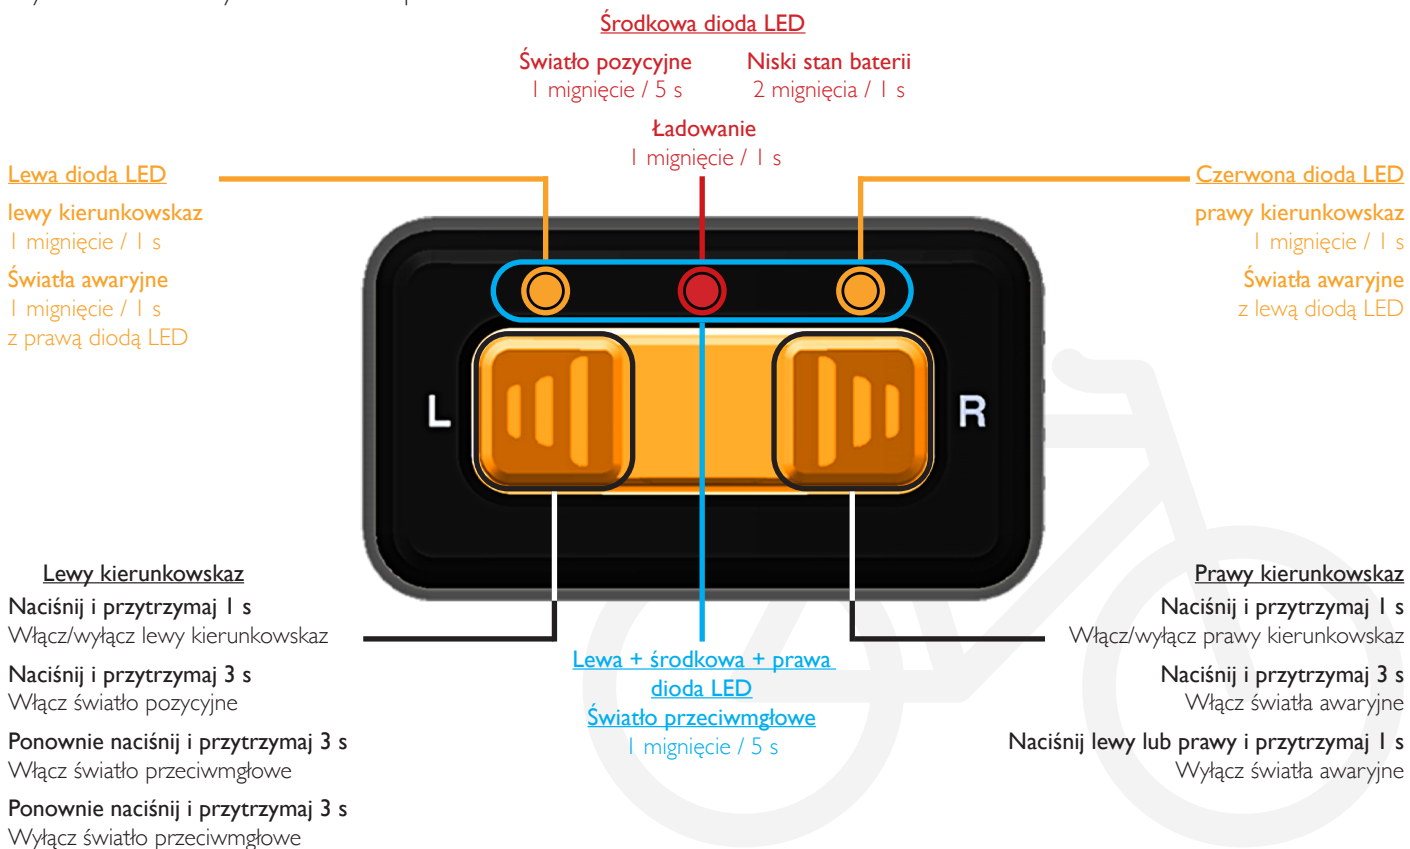 Środkowa dioda LED
Światło pozycyjne
1 mignięcie / 5 s
Niski stan baterii
2 mignięcia / 1 s
Ładowanie
1 mignięcie / 1 s
Lewa dioda LED
lewy kierunkowskaz
1 mignięcie / 1 s
Światła awaryjne
1 mignięcie / 1 s
z prawą diodą LED
Czerwona dioda LED
prawy kierunkowskaz
1 mignięcie / 1 s
Światła awaryjne
z lewą diodą LED
L
R
Lewy kierunkowskaz
Naciśnij i przytrzymaj 1 s
Włącz/wyłącz lewy kierunkowskaz
Naciśnij i przytrzymaj 3 s
Włącz światło pozycyjne
Ponownie naciśnij i przytrzymaj 3 s
Włącz światło przeciwmgłowe
Ponownie naciśnij i przytrzymaj 3 s
Wyłącz światło przeciwmgłowe
Lewa + środkowa + prawa
dioda LED
Światło przeciwmgłowe
1 mignięcie / 5 s
Prawy kierunkowskaz
Naciśnij i przytrzymaj 1 s
Włącz/wyłącz prawy kierunkowskaz
Naciśnij i przytrzymaj 3 s
Włącz światła awaryjne
Naciśnij lewy lub prawy i przytrzymaj 1 s
Wyłącz światła awaryjne